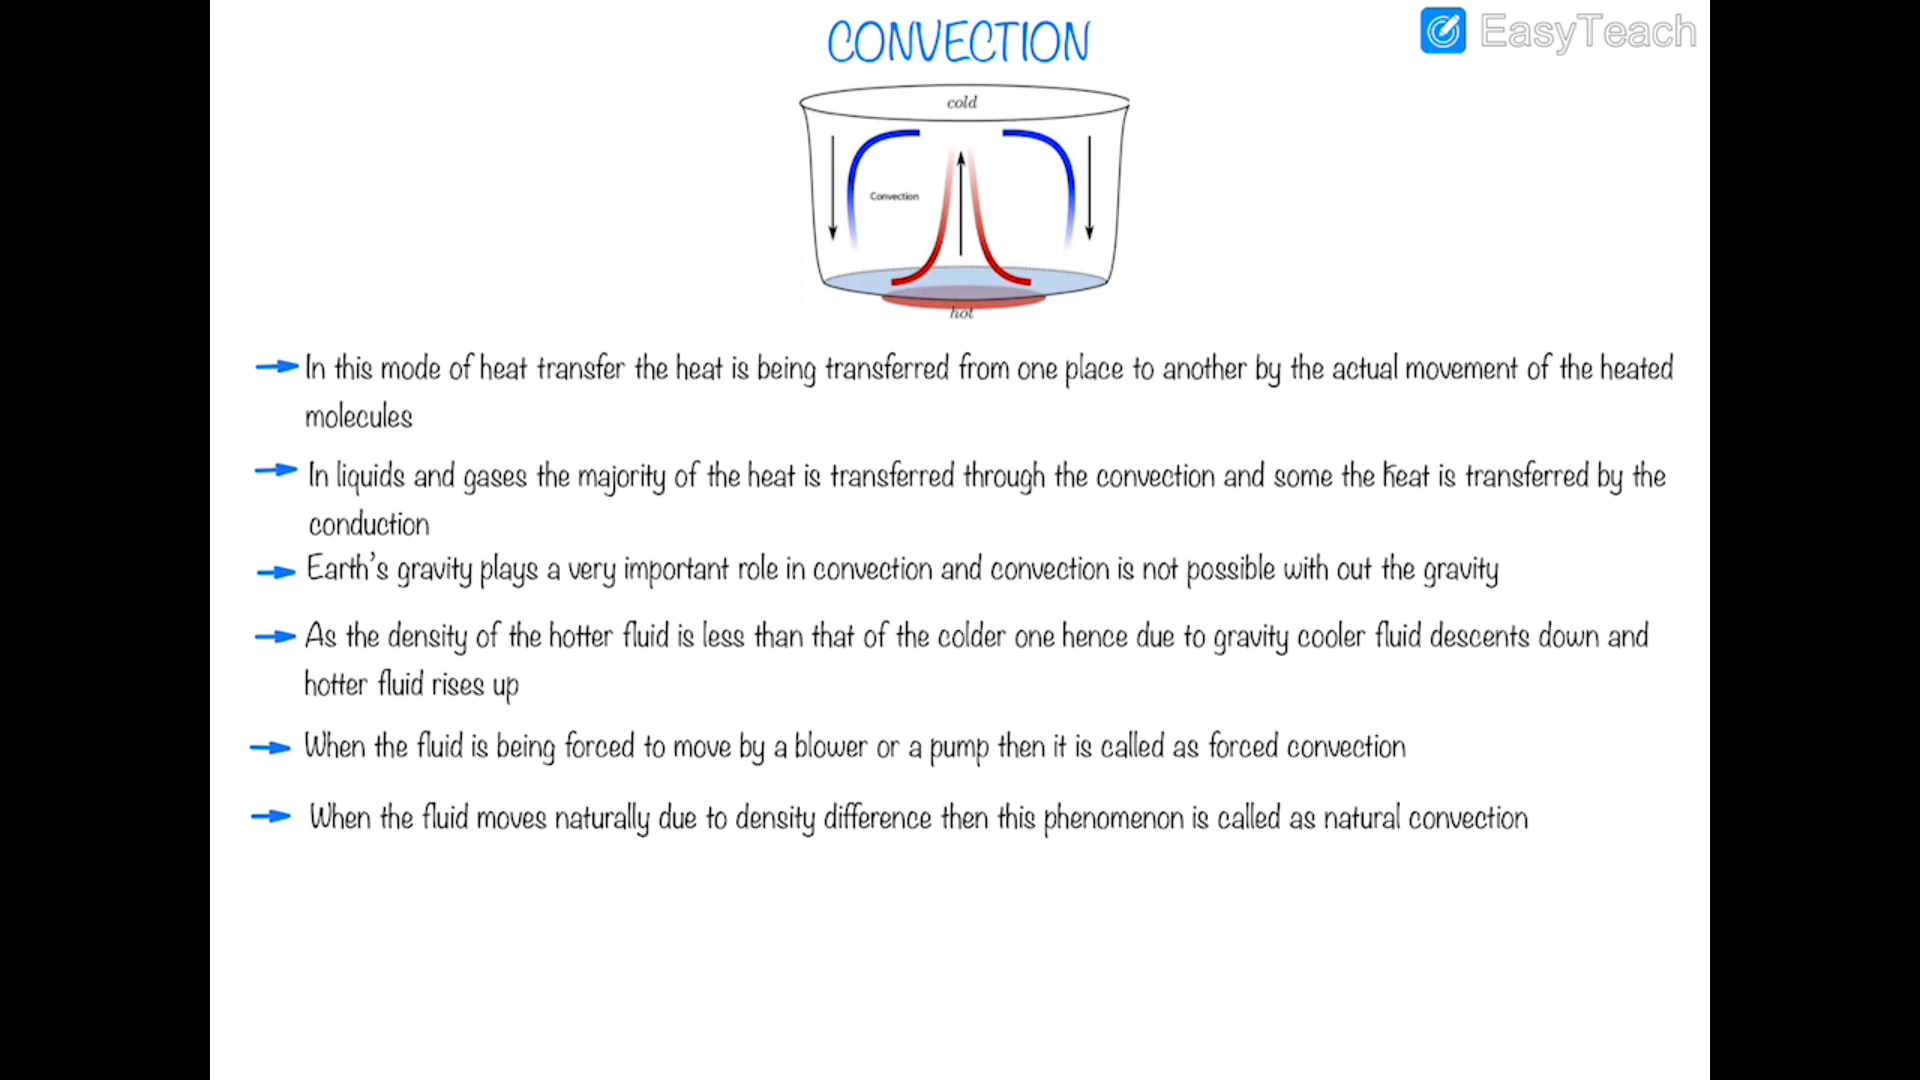 CONVECTION
EasyTeach
cold
Convection
hot
In this mode of heat transfer the heat is being transferred from one place to another by the actual movement of the heated
molecules
In liquids and gases the majority of the heat is transferred through the convection and some the heat is transferred by the
conduction
Earth's gravity plays a very important role in convection and convection is not possible with out the gravity
As the density of the hotter fluid is less than that of the colder one hence due to gravity cooler fluid descents down and
hotter fluid rises up
When the fluid is being forced to move by a blower or a pump then it is called as forced convection
When the fluid moves naturally due to density difference then this phenomenon is called as natural convection